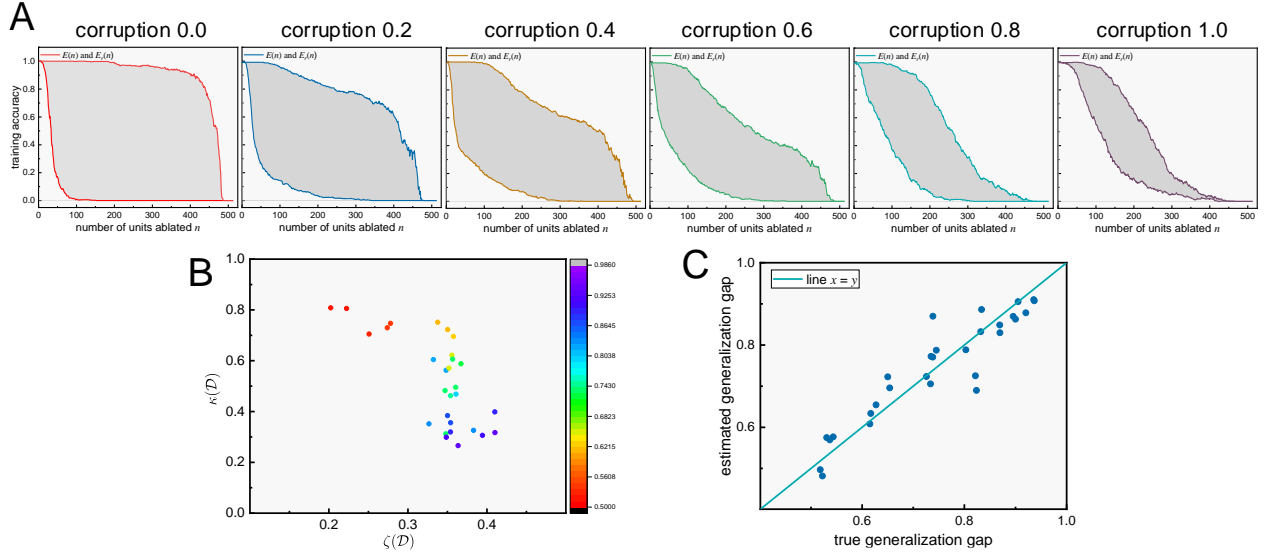 A
corruption 0.0 corruption 0.2 corruption 0.4 corruption 0.6 corruption 0.8 corruption 1.0
E(n) and Er(n) E(n) and Er(n) E(n) and Er(n) E(n) and Er(n) E(n) and Er(n) E(n) and Er(n)
training accuracy
1.0
0.8
0.6
0.4
0.2
0.0
0 100 200 300 400 500 0 100 200 300 400 500 0 100 200 300 400 500 0 100 200 300 400 500 0 100 200 300 400 500 0 100 200 300 400 500
number of units ablated n number of units ablated n number of units ablated n number of units ablated n number of units ablated n number of units ablated n
B
κ(D)
1.0
0.8
0.6
0.4
0.2
0.0
0.2 0.3 0.4
ζ(D)
0.9860
0.9253
0.8645
0.8038
0.7430
0.6823
0.6215
0.5608
0.5000
C
line x = y
estimated generalization gap
1.0
0.8
0.6
0.6 0.8 1.0
true generalization gap